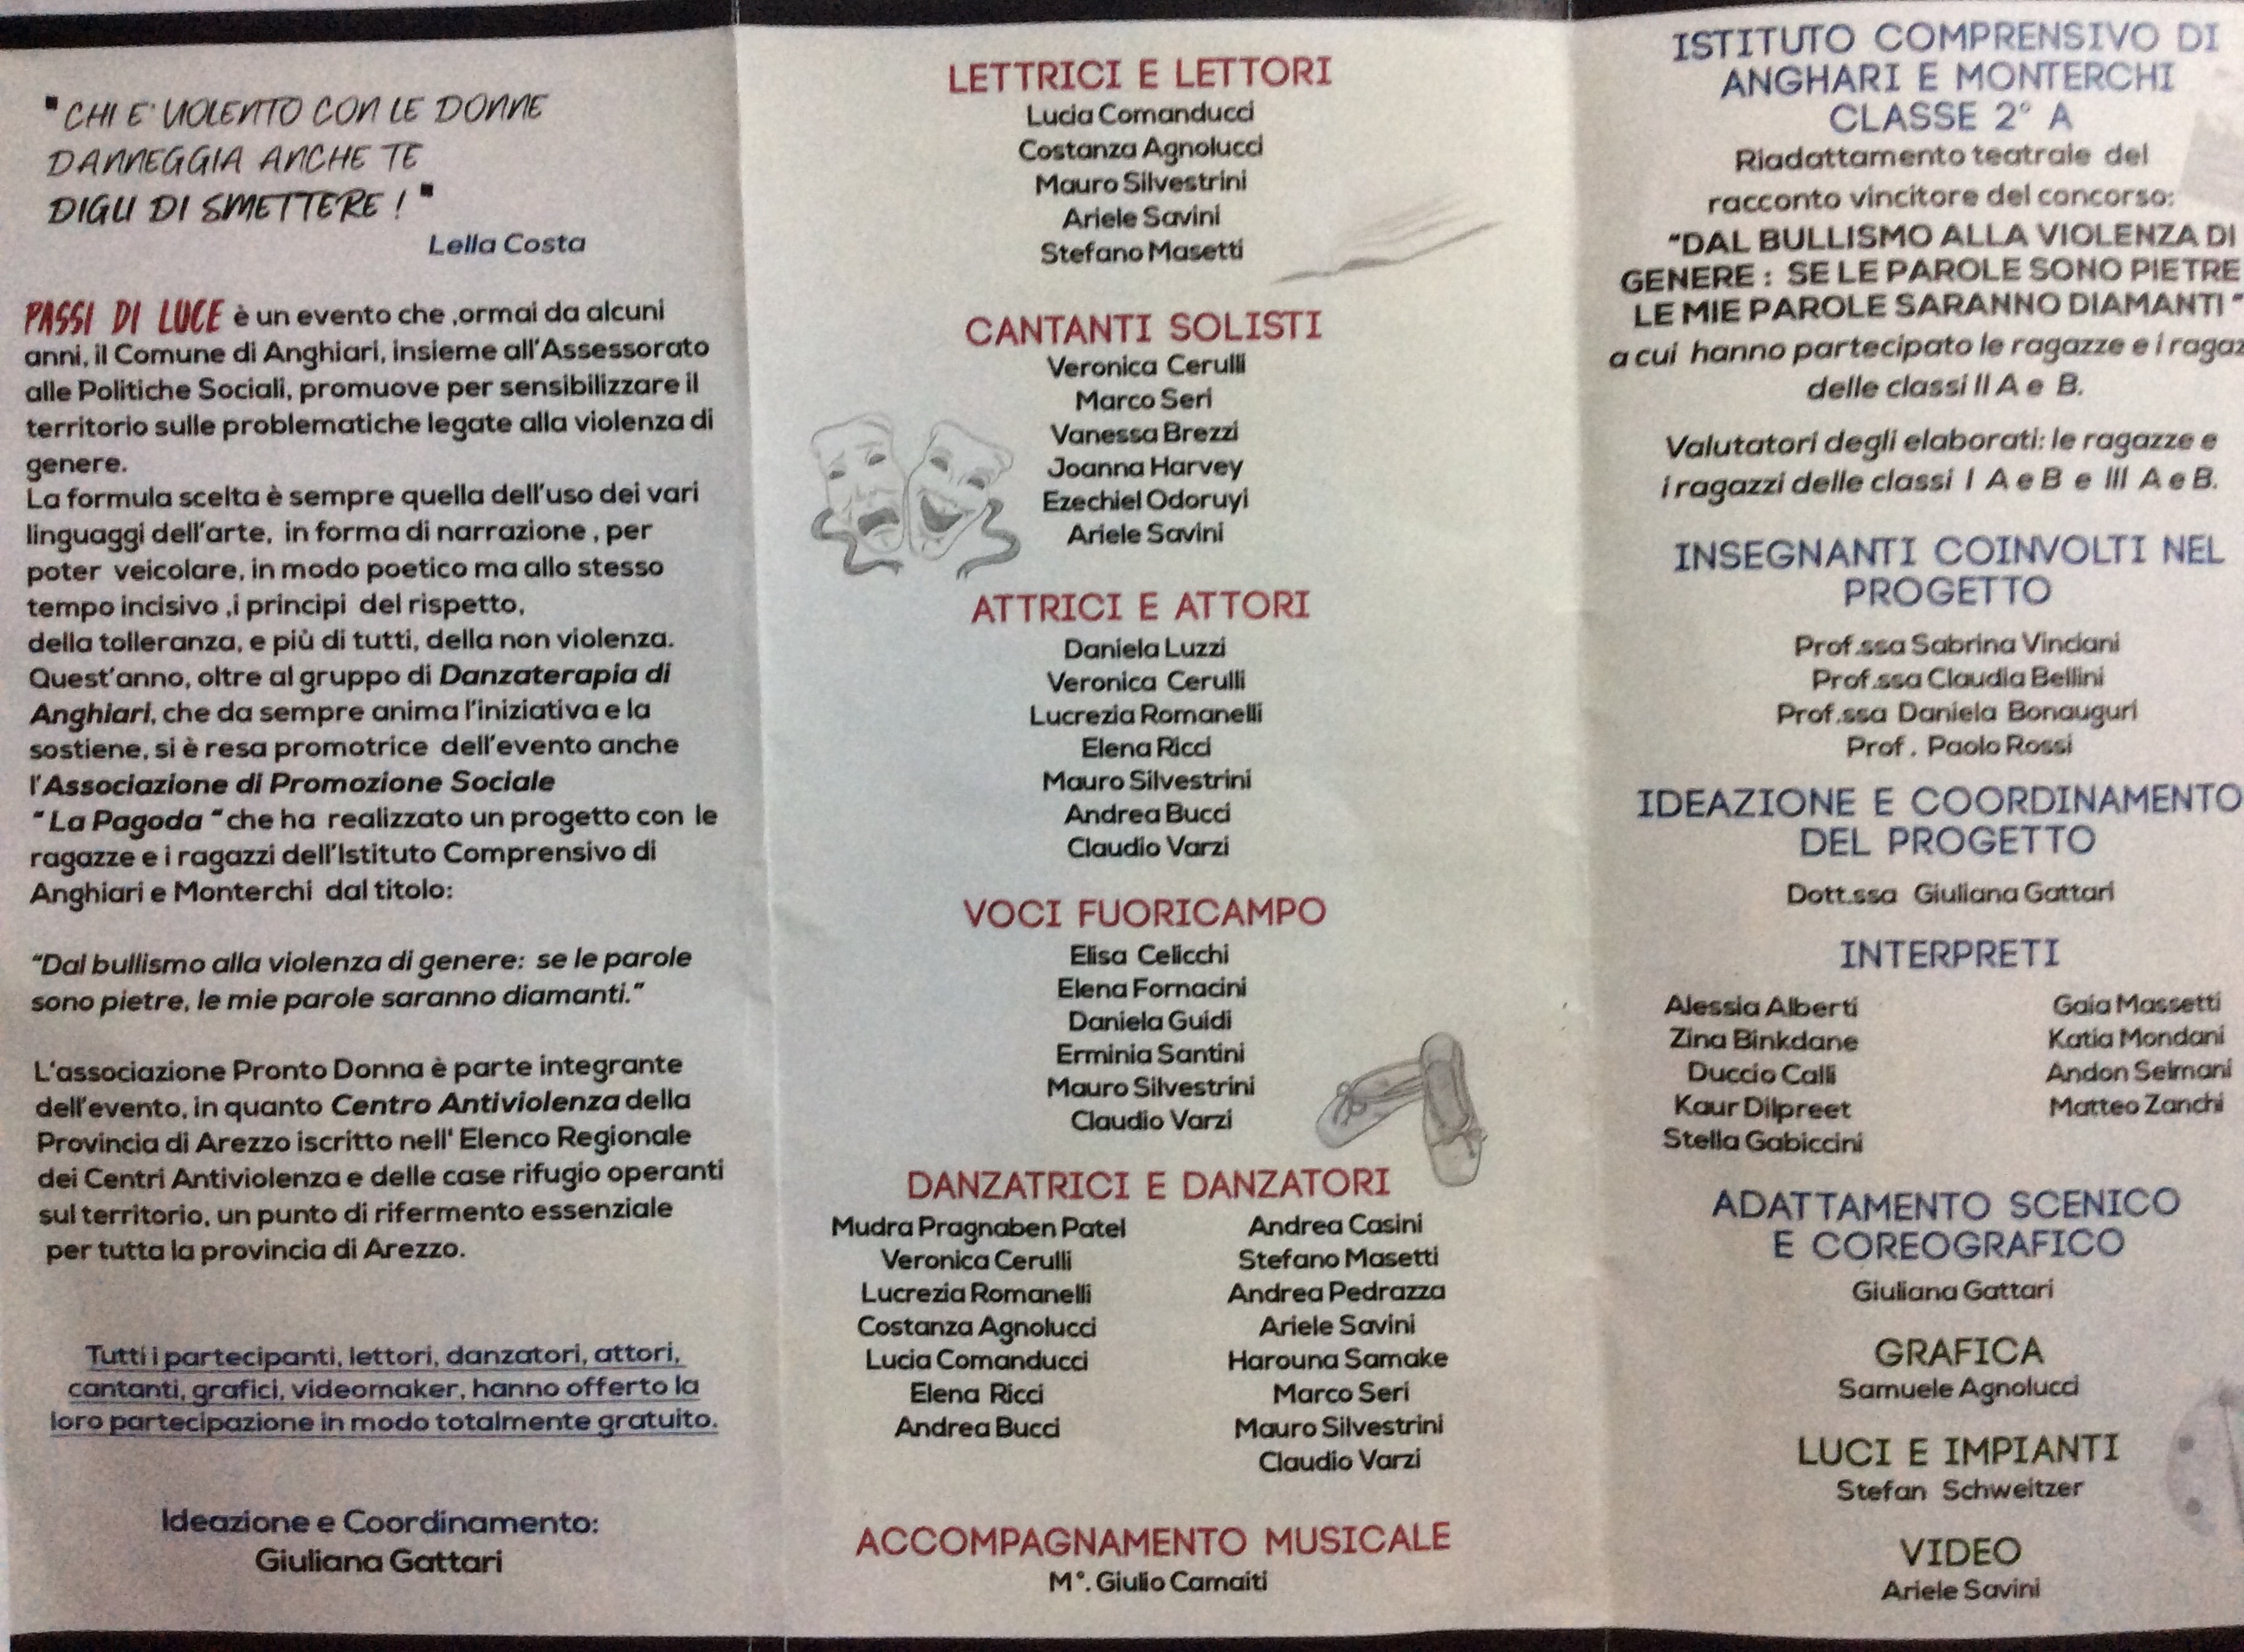 "CHI E' VIOLENTO CON LE DONNE
DANNEGGIA ANCHE TE
DIGLI DI SMETTERE ! "
Lella Costa
PASSI DI LUCE è un evento che ,ormai da alcuni
anni, il Comune di Anghiari, insieme all'Assessorato
alle Politiche Sociali, promuove per sensibilizzare il
territorio sulle problematiche legate alla violenza di
genere.
La formula scelta è sempre quella dell'uso dei vari
linguaggi dell'arte, in forma di narrazione , per
poter veicolare, in modo poetico ma allo stesso
tempo incisivo ,i principi del rispetto,
della tolleranza, e più di tutti, della non violenza.
Quest'anno, oltre al gruppo di Danzaterapia di
Anghiari, che da sempre anima l'iniziativa e la
sostiene, si è resa promotrice dell'evento anche
l'Associazione di Promozione Sociale
"La Pagoda "che ha realizzato un progetto con le
ragazze e i ragazzi dell'Istituto Comprensivo di
Anghiari e Monterchi dal titolo:
"Dal bullismo alla violenza di genere: se le parole
sono pietre, le mie parole saranno diamanti."
L'associazione Pronto Donna è parte integrante
dell'evento, in quanto Centro Antiviolenza della
Provincia di Arezzo iscritto nell' Elenco Regionale
dei Centri Antiviolenza e delle case rifugio operanti
sul territorio, un punto di rifermento essenziale
per tutta la provincia di Arezzo.
Tutti i partecipanti, lettori, danzatori, attori,
cantanti, grafici, videomaker, hanno offerto la
loro partecipazione in modo totalmente gratuito.
Ideazione e Coordinamento:
Giuliana Gattari
LETTRICI E LETTORI
Lucia Comanducci
Costanza Agnolucci
Mauro Silvestrini
Ariele Savini
Stefano Masetti
CANTANTI SOLISTI
Veronica Cerulli
Marco Seri
Vanessa Brezzi
Joanna Harvey
Ezechiel Odoruyi
Ariele Savini
ATTRICI E ATTORI
Daniela Luzzi
Veronica Cerulli
Lucrezia Romanelli
Elena Ricci
Mauro Silvestrini
Andrea Bucci
Claudio Varzi
VOCI FUORICAMPO
Elisa Celicchi
Elena Fornacini
Daniela Guidi
Erminia Santini
Mauro Silvestrini
Claudio Varzi
DANZATRICI E DANZATORI
Mudra Pragnaben Patel
Veronica Cerulli
Lucrezia Romanelli
Costanza Agnolucci
Lucia Comanducci
Elena Ricci
Andrea Bucci
Andrea Casini
Stefano Masetti
Andrea Pedrazza
Ariele Savini
Harouna Samake
Marco Seri
Mauro Silvestrini
Claudio Varzi
ACCOMPAGNAMENTO MUSICALE
M°. Giulio Camaiti
ISTITUTO COMPRENSIVO DI
ANGHARI E MONTERCHI
CLASSE 2° A
Riadattamento teatrale del
racconto vincitore del concorso:
"DAL BULLISMO ALLA VIOLENZA DI
GENERE : SE LE PAROLE SONO PIETRE
LE MIE PAROLE SARANNO DIAMANTI "
a cui hanno partecipato le ragazze e i ragaz
delle classi II A e B.
Valutatori degli elaborati: le ragazze e
i ragazzi delle classi I A e B e III A e B.
INSEGNANTI COINVOLTI NEL
PROGETTO
Prof.ssa Sabrina Vindani
Prof.ssa Claudia Bellini
Prof.ssa Daniela Bonauguri
Prof . Paolo Rossi
IDEAZIONE E COORDINAMENTO
DEL PROGETTO
Dott.ssa Giuliana Gattari
INTERPRETI
Alessia Alberti
Zina Binkdane
Duccio Calli
Kaur Dilpreet
Stella Gabiccini
Gaia Massetti
Katia Mondani
Andon Selmani
Matteo Zanchi
ADATTAMENTO SCENICO
E COREOGRAFICO
Giuliana Gattari
GRAFICA
Samuele Agnolucci
LUCI E IMPIANTI
Stefan Schweitzer
VIDEO
Ariele Savini